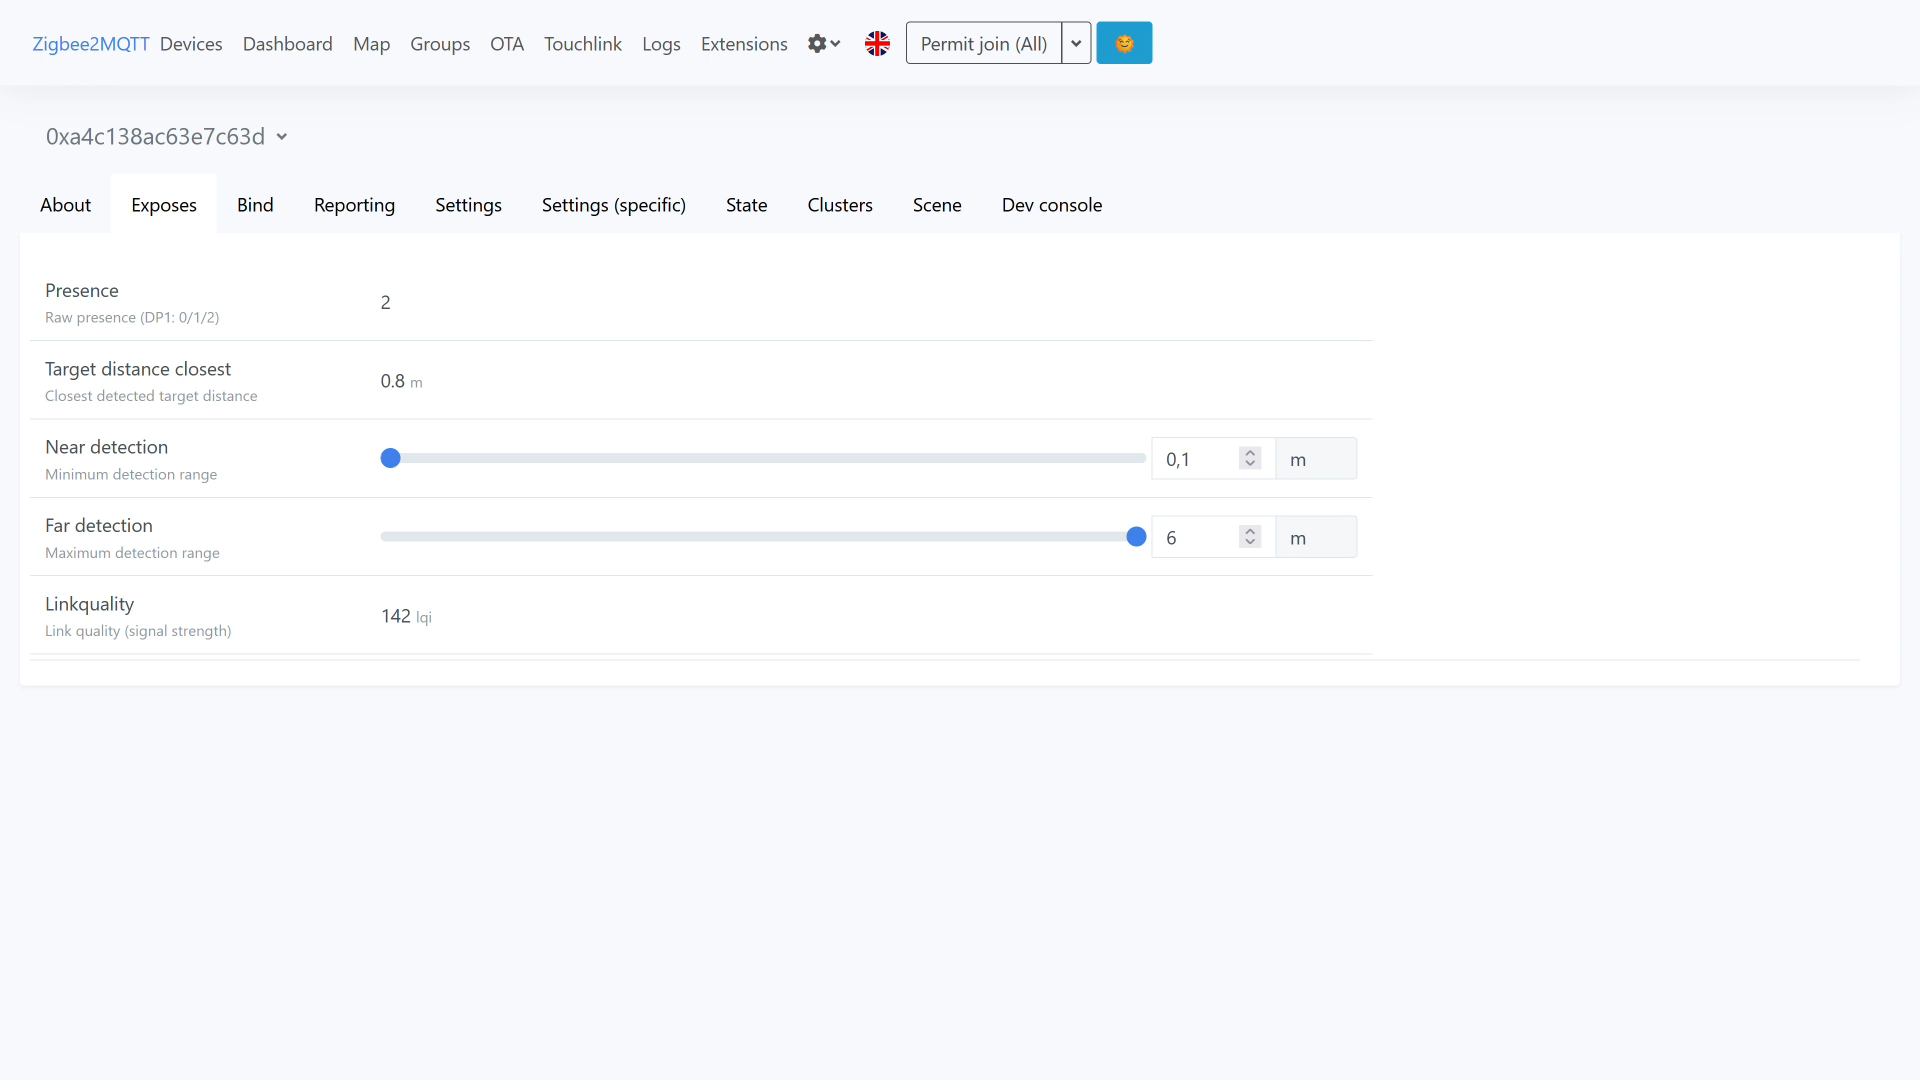 Zigbee2MQTT Devices Dashboard Map Groups OTA Touchlink Logs Extensions Permit join (All)
0xa4c138ac63e7c63d
About Exposes Bind Reporting Settings Settings (specific) State Clusters Scene Dev console
Presence
Raw presence (DP1: 0/1/2)
2
Target distance closest
Closest detected target distance
0.8 m
Near detection
Minimum detection range
0,1 m
Far detection
Maximum detection range
6 m
Linkquality
Link quality (signal strength)
142 lqi